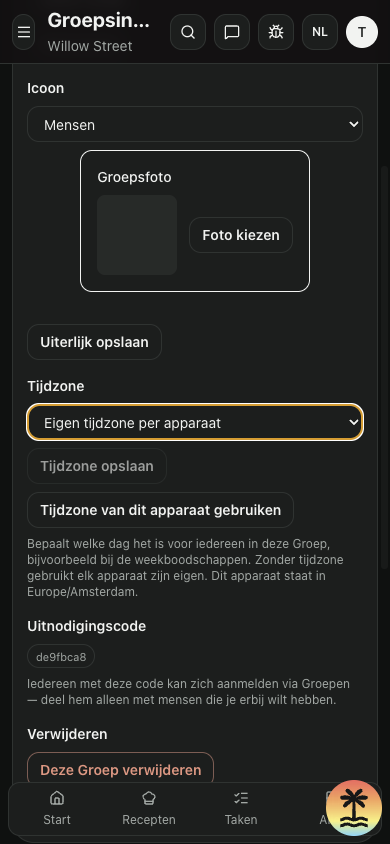 Groepsin...
Willow Street
NL
T
Icoon
Mensen
Groepsfoto
Foto kiezen
Uiterlijk opslaan
Tijdzone
Eigen tijdzone per apparaat
Tijdzone opslaan
Tijdzone van dit apparaat gebruiken
Bepaalt welke dag het is voor iedereen in deze Groep,
bijvoorbeeld bij de weekboodschappen. Zonder tijdzone
gebruikt elk apparaat zijn eigen. Dit apparaat staat in
Europe/Amsterdam.
Uitnodigingscode
de9fbca8
Iedereen met deze code kan zich aanmelden via Groepen
— deel hem alleen met mensen die je erbij wilt hebben.
Verwijderen
Deze Groep verwijderen
Start
Recepten
Taken